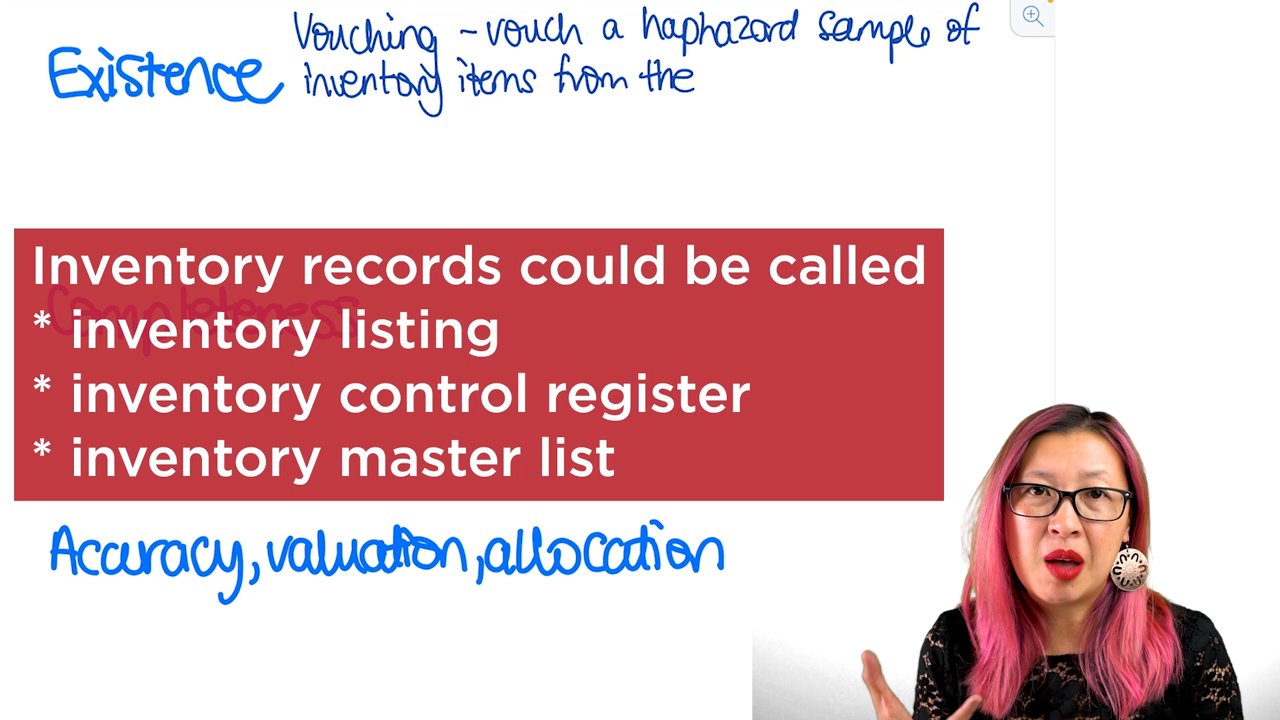 Vouching - vouch a haphazard sample of
Existence inventory items from the
Inventory records could be called
Completeness
* inventory listing
* inventory control register
* inventory master list
Accuracy, valuation, allocation